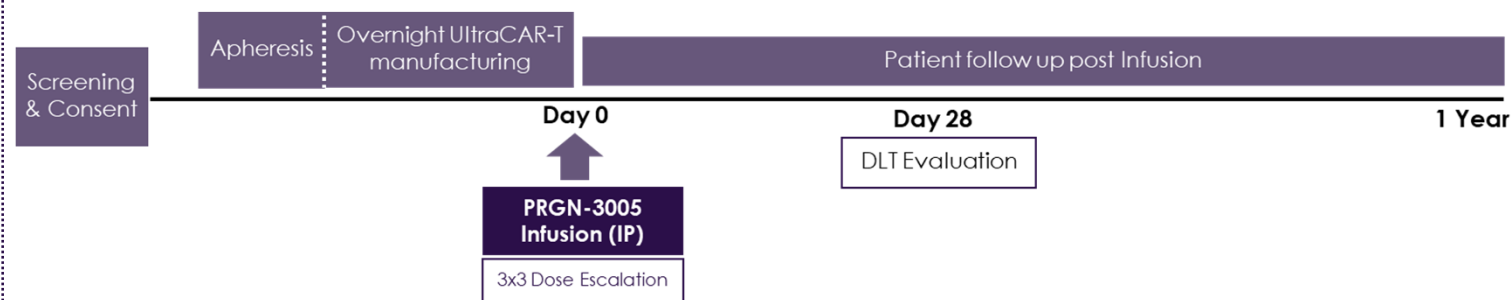 Screening
& Consent
Apheresis
Overnight UltraCAR-T
manufacturing
Patient follow up post Infusion
Day 0
Day 28
1 Year
DLT Evaluation
PRGN-3005
Infusion (IP)
3x3 Dose Escalation